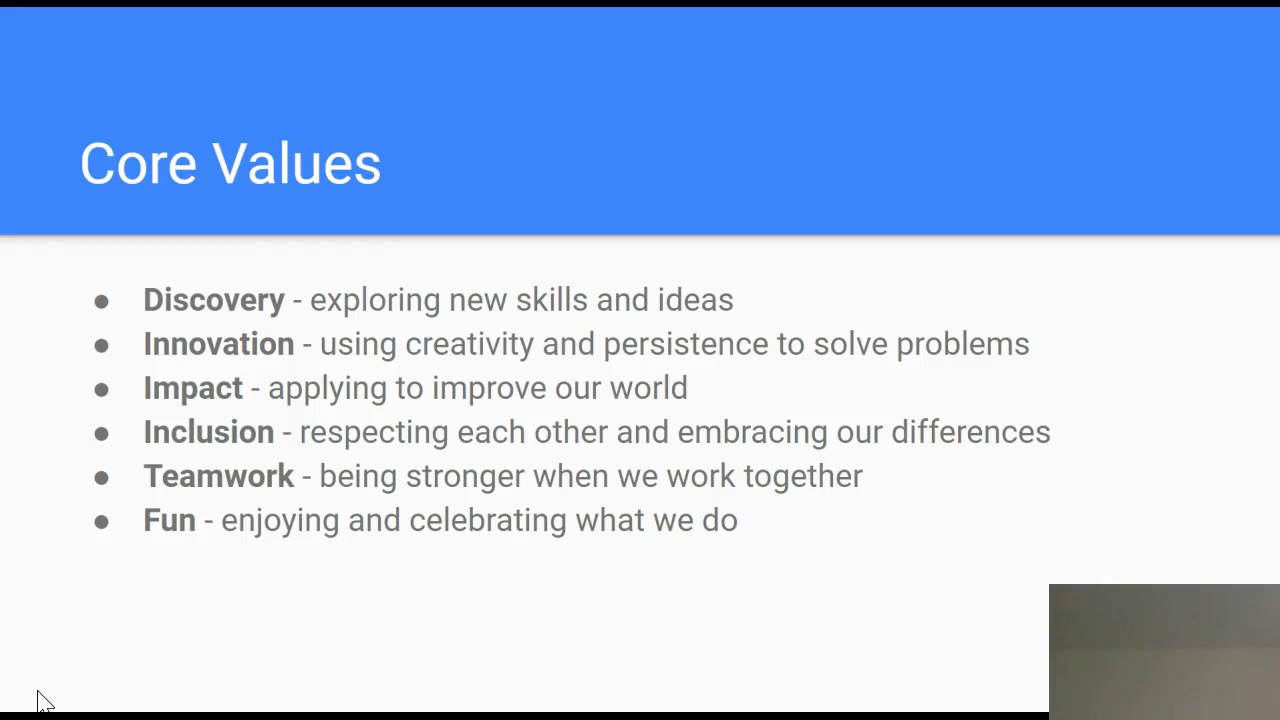 Core Values
● Discovery - exploring new skills and ideas
● Innovation - using creativity and persistence to solve problems
● Impact - applying to improve our world
● Inclusion - respecting each other and embracing our differences
● Teamwork - being stronger when we work together
● Fun - enjoying and celebrating what we do